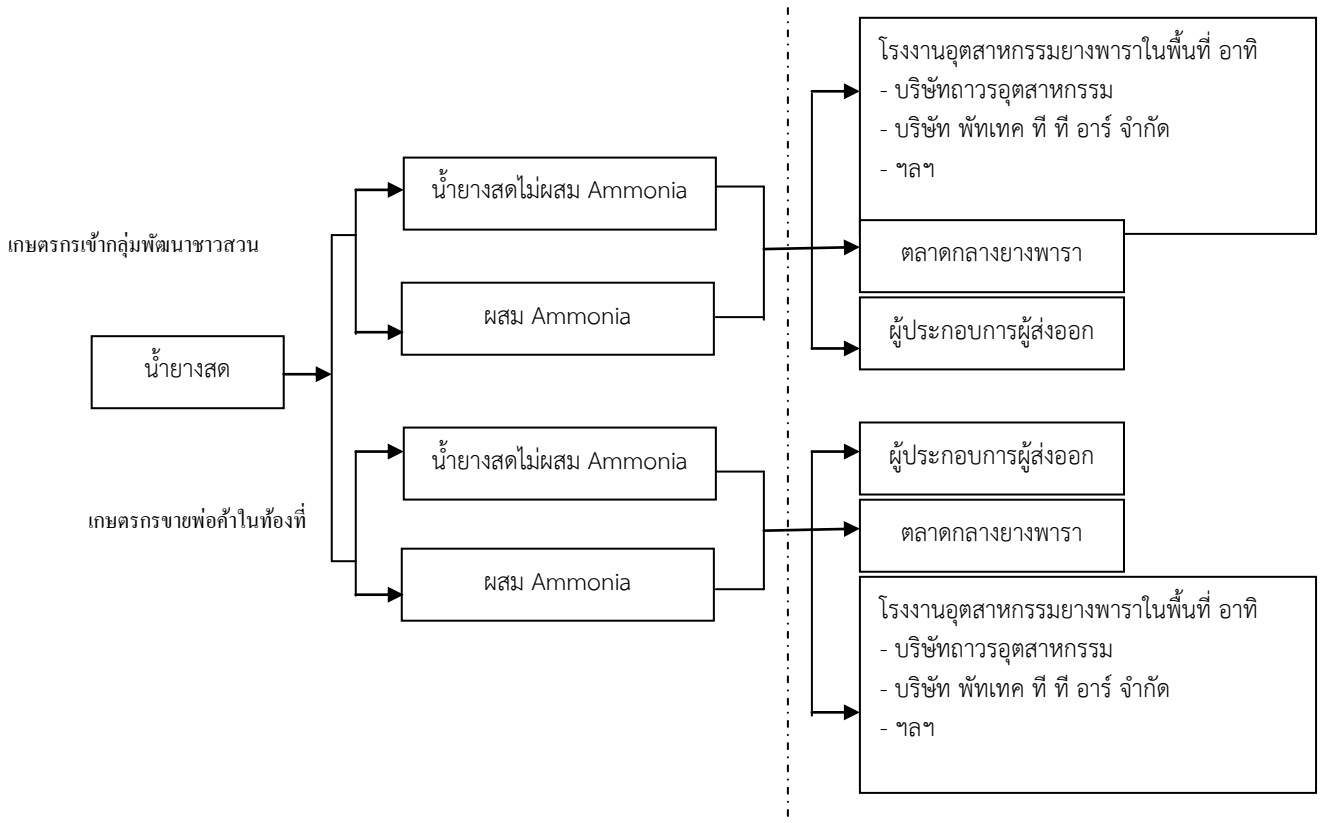 โรงงานอุตสาหกรรมยางพาราในพื้นที่ อาทิ
- บริษัทถาวรอุตสาหกรรม
- บริษัท พัทเทค ที ที อาร์ จำกัด
- ฯลฯ
น้ำยางสดไม่ผสม Ammonia
เกษตรกรเข้ากลุ่มพัฒนาชาวสวน
ตลาดกลางยางพารา
ผสม Ammonia
ผู้ประกอบการผู้ส่งออก
น้ำยางสด
น้ำยางสดไม่ผสม Ammonia
ผู้ประกอบการผู้ส่งออก
เกษตรกรขายพ่อค้าในท้องที่
ตลาดกลางยางพารา
ผสม Ammonia
โรงงานอุตสาหกรรมยางพาราในพื้นที่ อาทิ
- บริษัทถาวรอุตสาหกรรม
- บริษัท พัทเทค ที ที อาร์ จำกัด
- ฯลฯ